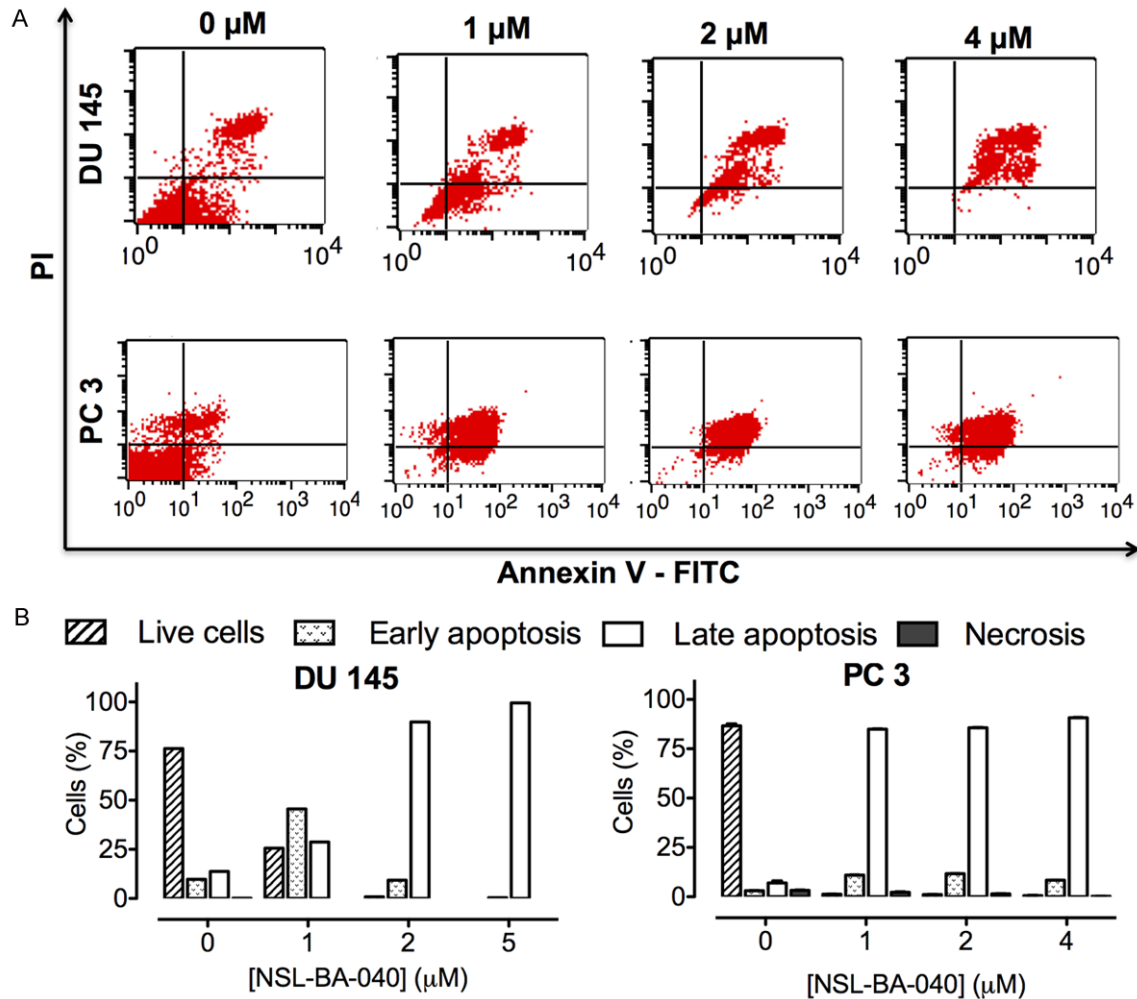 A
0 µM 1 µM 2 µM 4 µM
DU 145
10⁰ 10⁴ 10⁰ 10⁴ 10⁰ 10⁴ 10⁰ 10⁴
PI
PC 3
10⁰ 10¹ 10² 10³ 10⁴ 10⁰ 10¹ 10² 10³ 10⁴ 10⁰ 10¹ 10² 10³ 10⁴ 10⁰ 10¹ 10² 10³ 10⁴
Annexin V - FITC
B
Live cells Early apoptosis Late apoptosis Necrosis
DU 145
Cells (%)
100
75
50
25
0
0 1 2 5
[NSL-BA-040] (µM)
PC 3
Cells (%)
100
75
50
25
0
0 1 2 4
[NSL-BA-040] (µM)